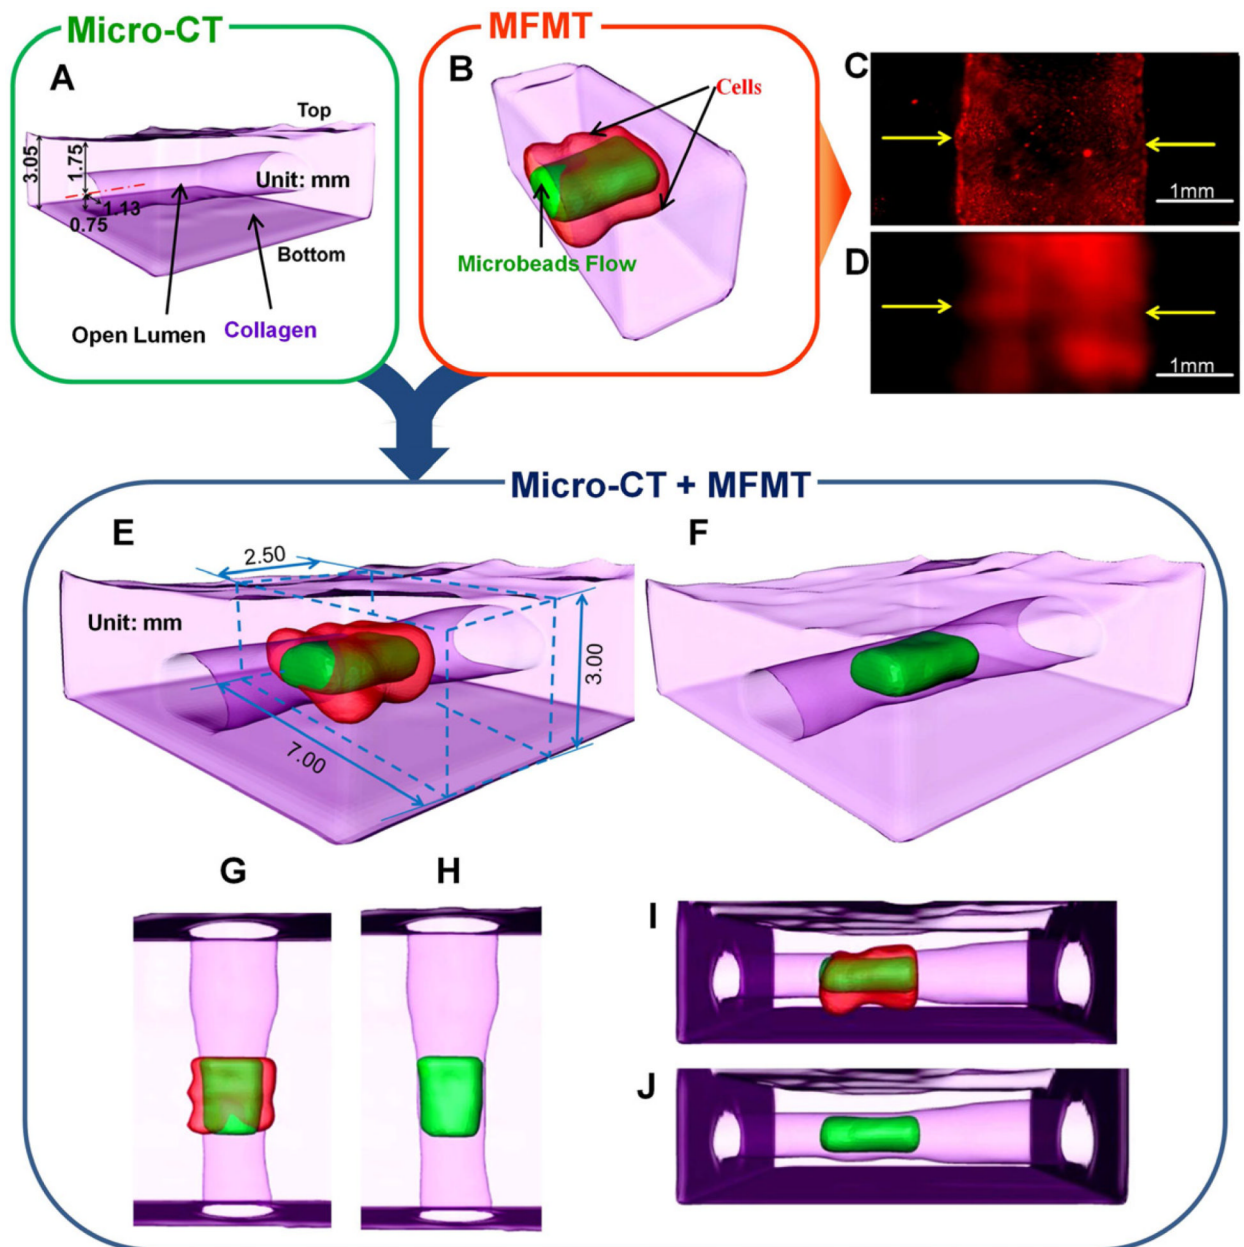 Micro-CT
MFMT
A
Top
3.05
1.75
Unit: mm
1.13
0.75
Bottom
Open Lumen
Collagen
B
Cells
Microbeads Flow
C
1mm
D
1mm
Micro-CT + MFMT
E
2.50
Unit: mm
3.00
7.00
F
G
H
I
J